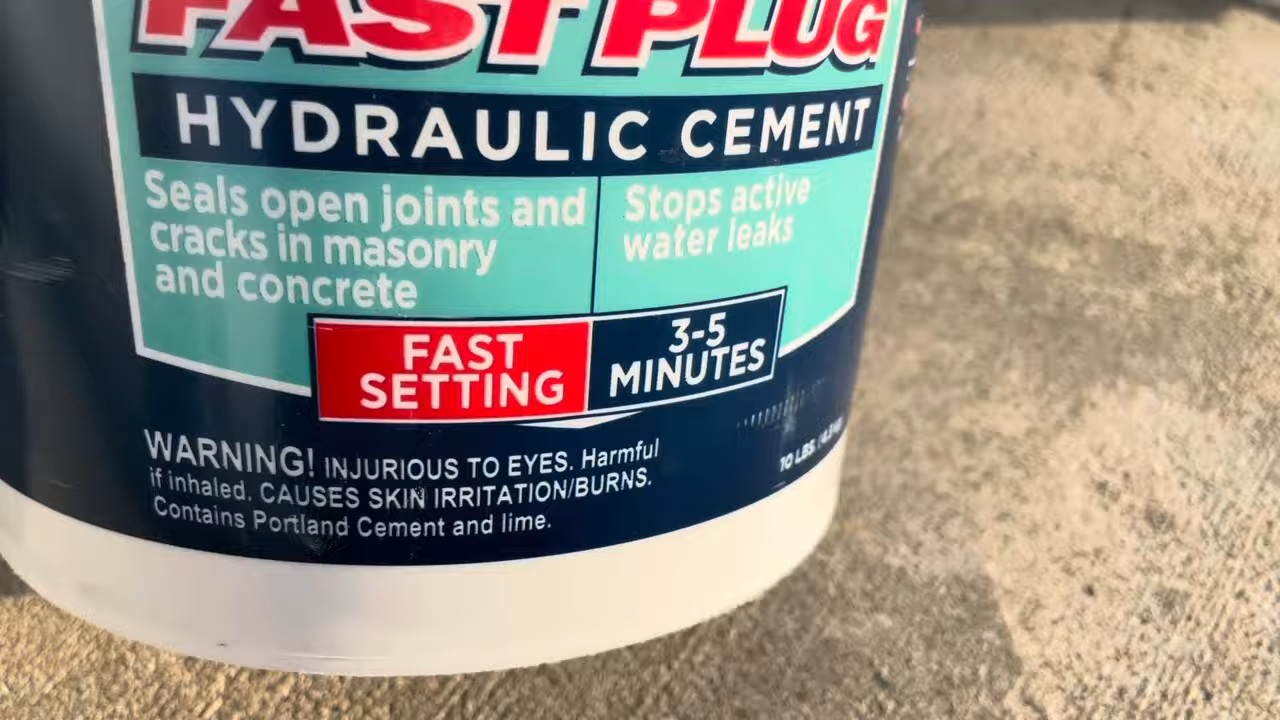 FAST PLUG
HYDRAULIC CEMENT
Seals open joints and
cracks in masonry
and concrete
Stops active
water leaks
FAST
SETTING
3-5
MINUTES
WARNING! INJURIOUS TO EYES. Harmful
if inhaled. CAUSES SKIN IRRITATION/BURNS.
Contains Portland Cement and lime.
10 LBS.